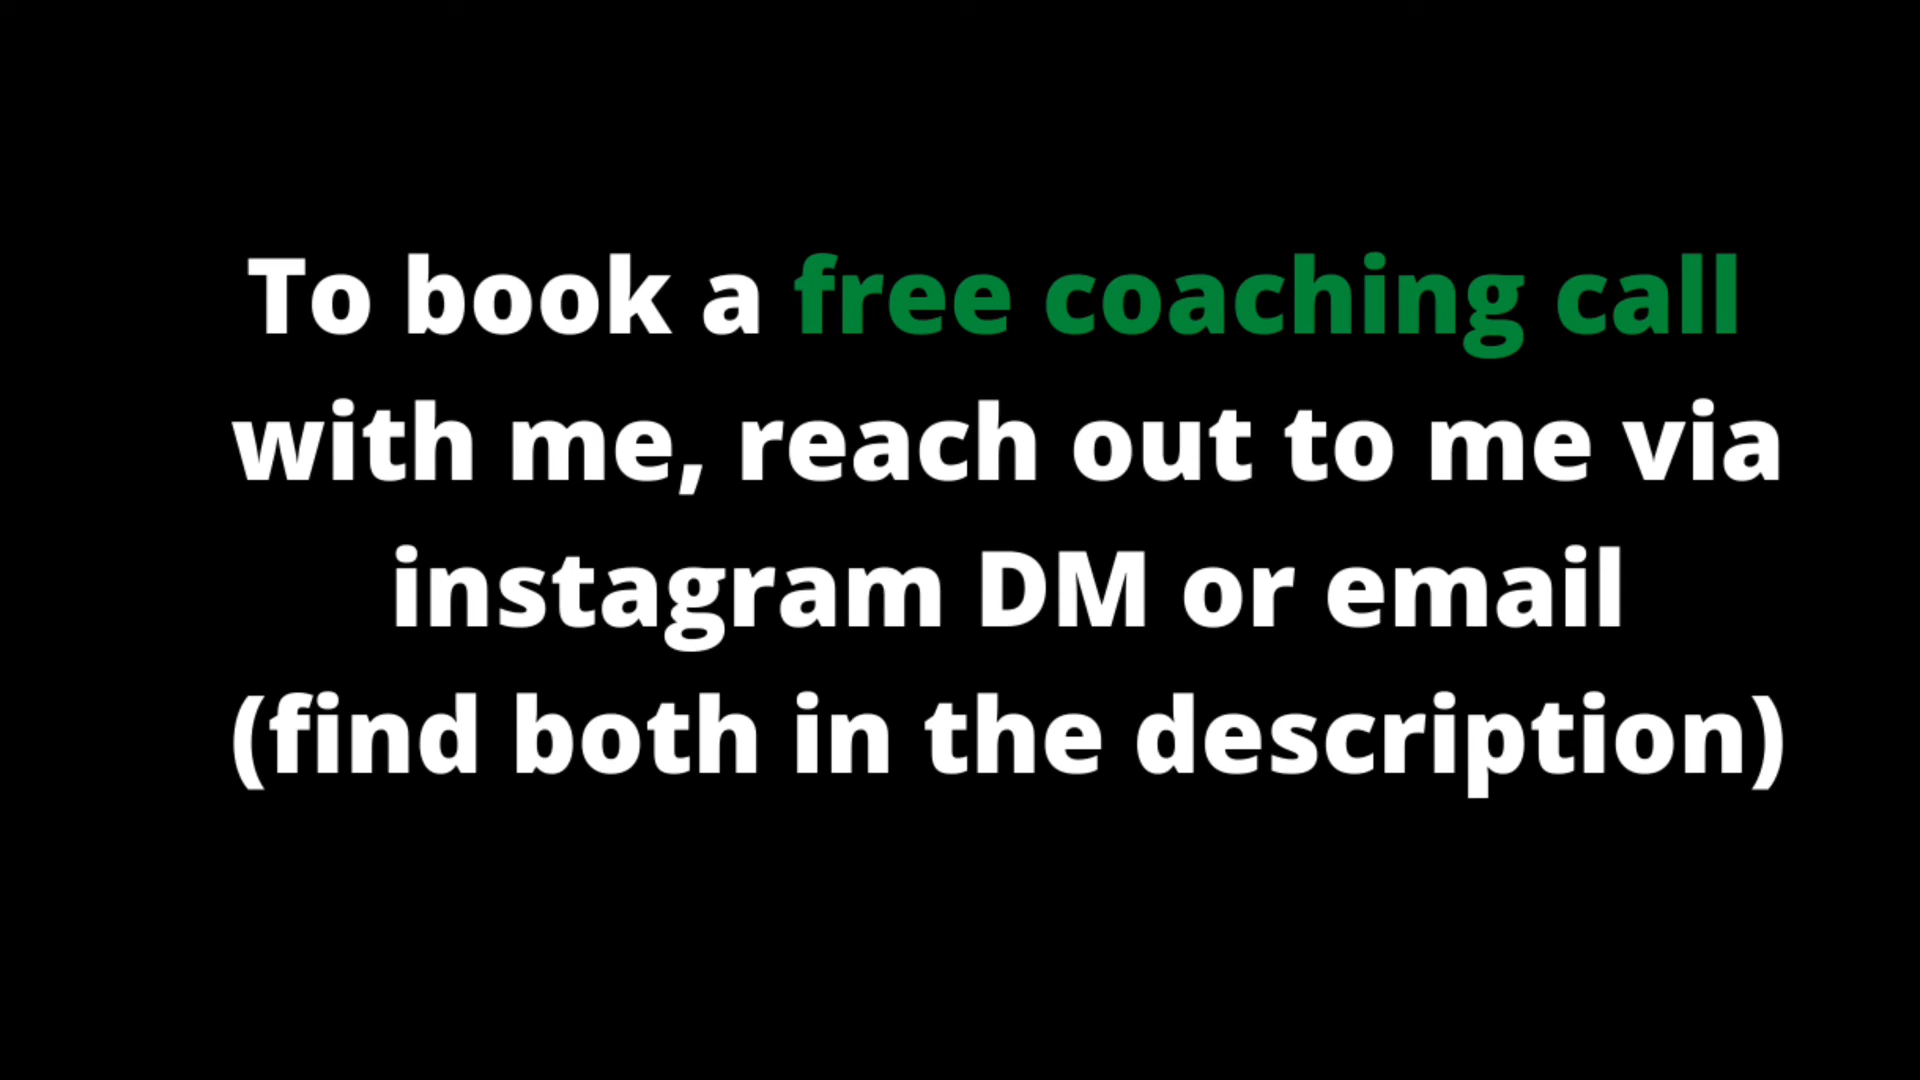 To book a free coaching call
with me, reach out to me via
instagram DM or email
(find both in the description)